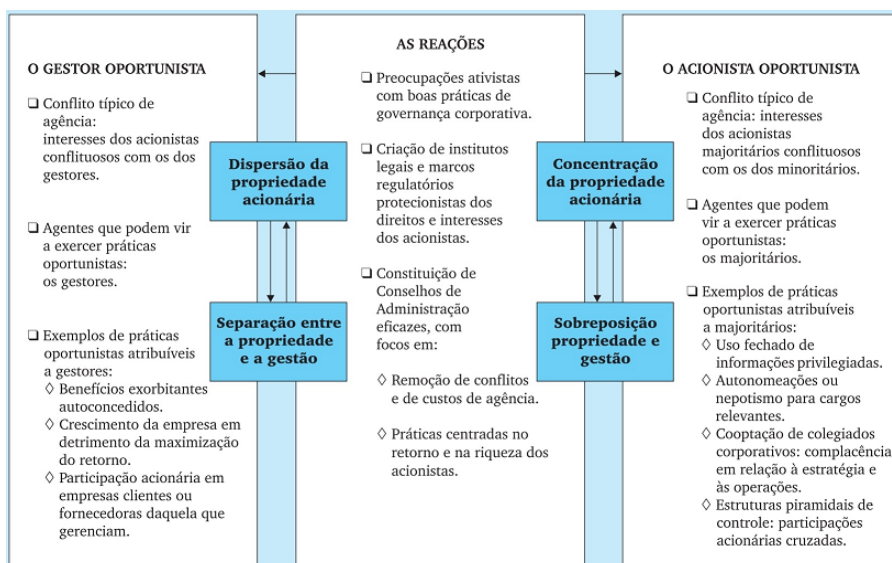 O GESTOR OPORTUNISTA
❑ Conflito típico de
agência:
interesses dos acionistas
conflituosos com os dos
gestores.
❑ Agentes que podem vir
a exercer práticas
oportunistas:
os gestores.
❑ Exemplos de práticas
oportunistas atribuíveis
a gestores:
◊ Benefícios exorbitantes
autoconcedidos.
◊ Crescimento da empresa em
detrimento da maximização
do retorno.
◊ Participação acionária em
empresas clientes ou
fornecedoras daquela que
gerenciam.
Dispersão da
propriedade
acionária
Separação entre
a propriedade
e a gestão
AS REAÇÕES
❑ Preocupações ativistas
com boas práticas de
governança corporativa.
❑ Criação de institutos
legais e marcos
regulatórios
protecionistas dos
direitos e interesses
dos acionistas.
❑ Constituição de
Conselhos de
Administração
eficazes, com
focos em:
◊ Remoção de conflitos
e de custos de agência.
◊ Práticas centradas no
retorno e na riqueza dos
acionistas.
Concentração
da propriedade
acionária
Sobreposição
propriedade e
gestão
O ACIONISTA OPORTUNISTA
❑ Conflito típico de
agência: interesses
dos acionistas
majoritários conflituosos
com os dos minoritários.
❑ Agentes que podem
vir a exercer práticas
oportunistas:
os majoritários.
❑ Exemplos de práticas
oportunistas atribuíveis
a majoritários:
◊ Uso fechado de
informações privilegiadas.
◊ Autonomeações ou
nepotismo para cargos
relevantes.
◊ Cooptação de colegiados
corporativos: complacência
em relação à estratégia e
às operações.
◊ Estruturas piramidais de
controle: participações
acionárias cruzadas.